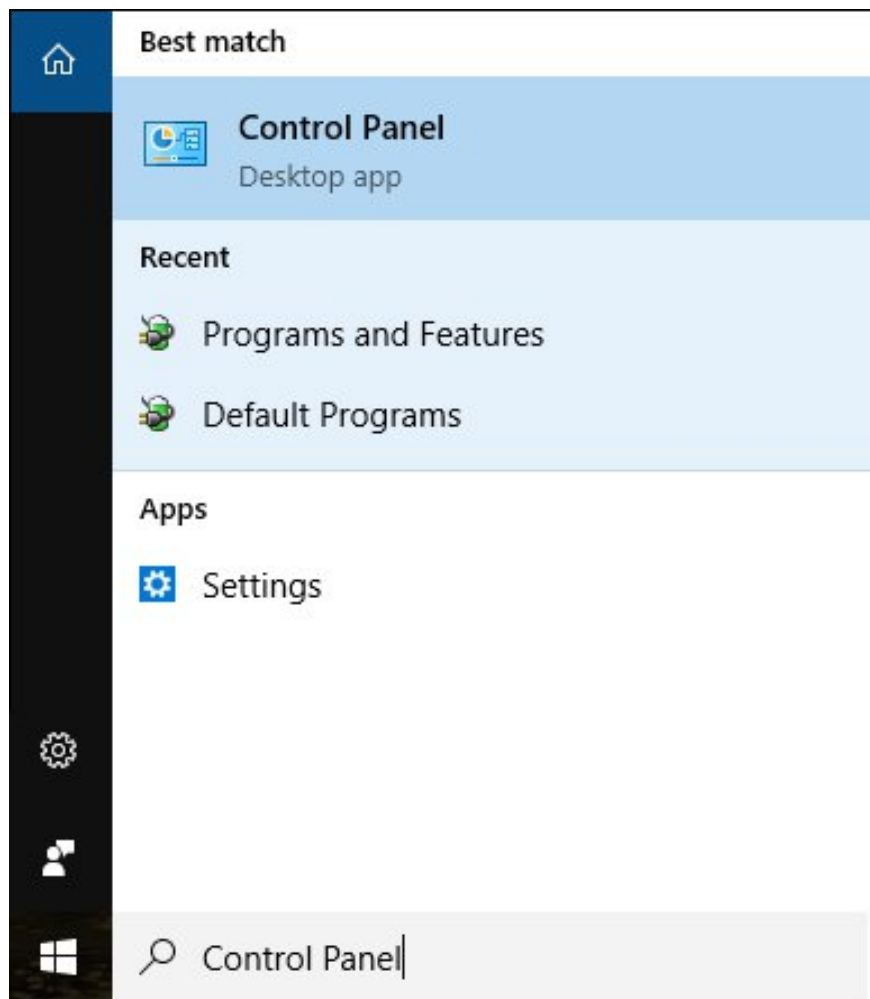 Best match
Control Panel
Desktop app
Recent
Programs and Features
Default Programs
Apps
Settings
Control Panel